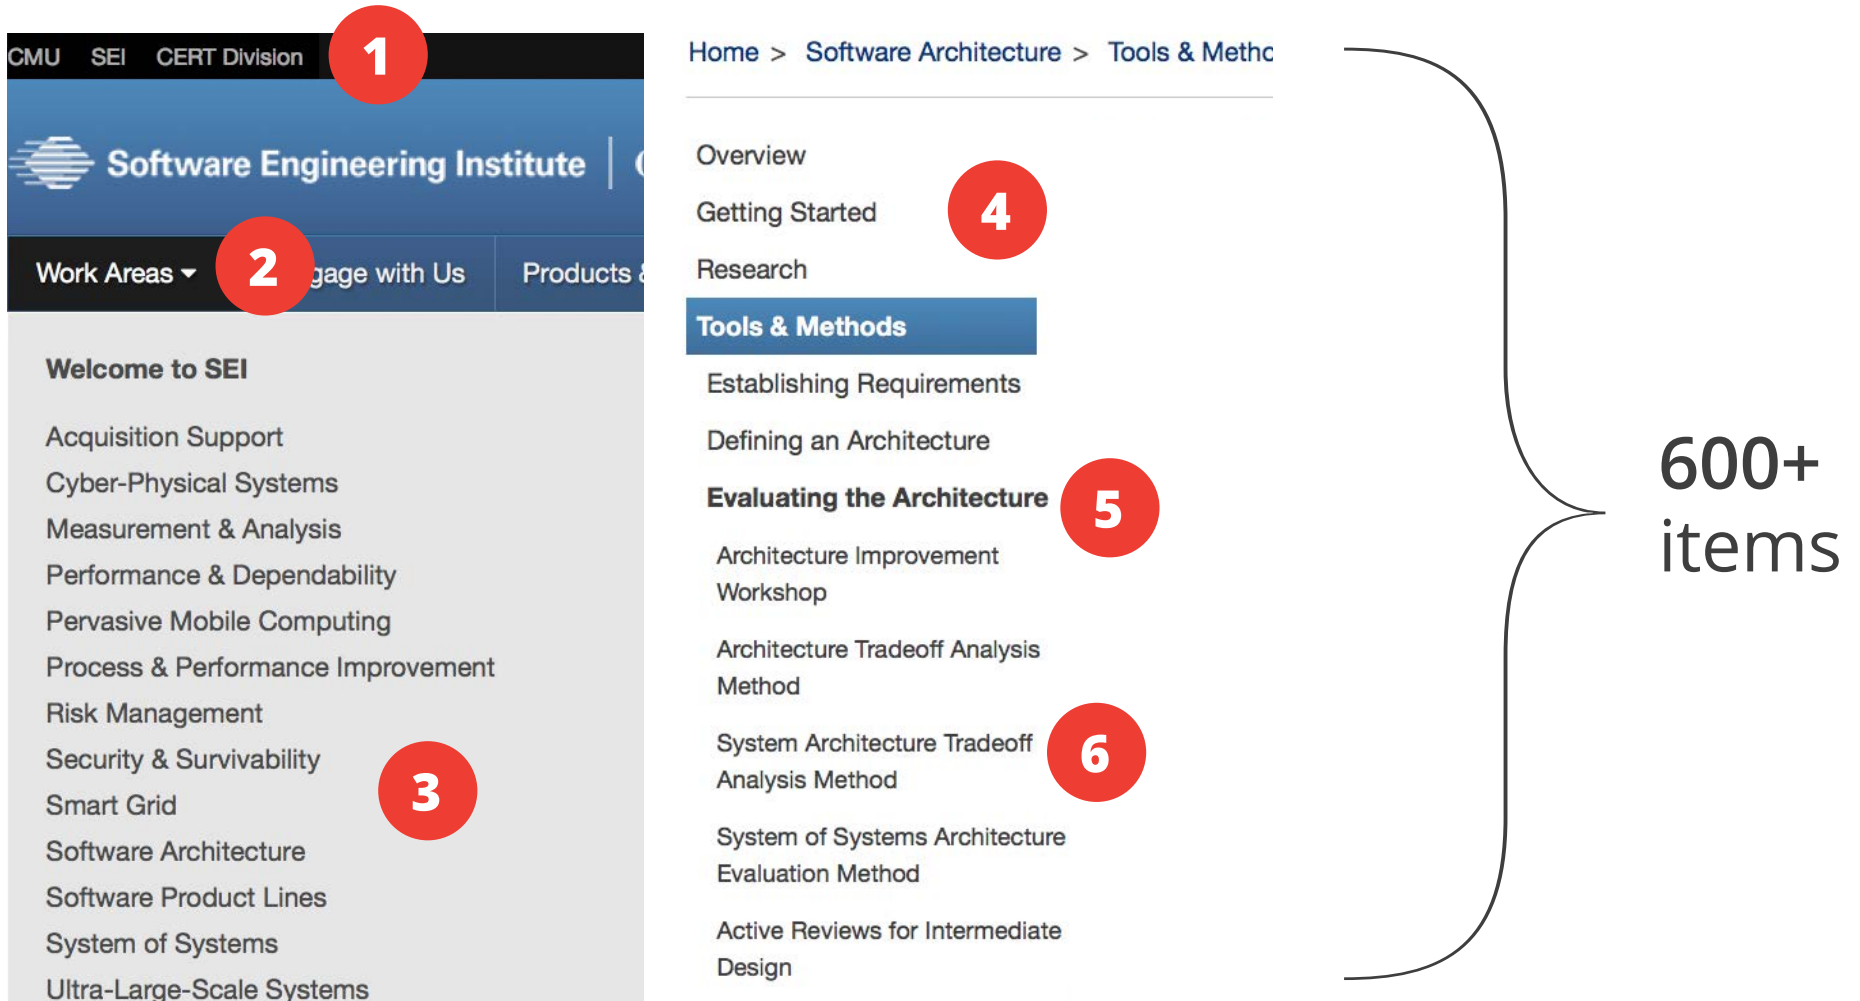 CMU SEI CERT Division
1
Software Engineering Institute
Work Areas
2
gage with Us
Products &
Welcome to SEI
Acquisition Support
Cyber-Physical Systems
Measurement & Analysis
Performance & Dependability
Pervasive Mobile Computing
Process & Performance Improvement
Risk Management
Security & Survivability
3
Smart Grid
Software Architecture
Software Product Lines
System of Systems
Ultra-Large-Scale Systems
Home > Software Architecture > Tools & Metho
Overview
Getting Started
4
Research
Tools & Methods
Establishing Requirements
Defining an Architecture
Evaluating the Architecture
5
Architecture Improvement
Workshop
Architecture Tradeoff Analysis
Method
System Architecture Tradeoff
Analysis Method
6
System of Systems Architecture
Evaluation Method
Active Reviews for Intermediate
Design
600+
items